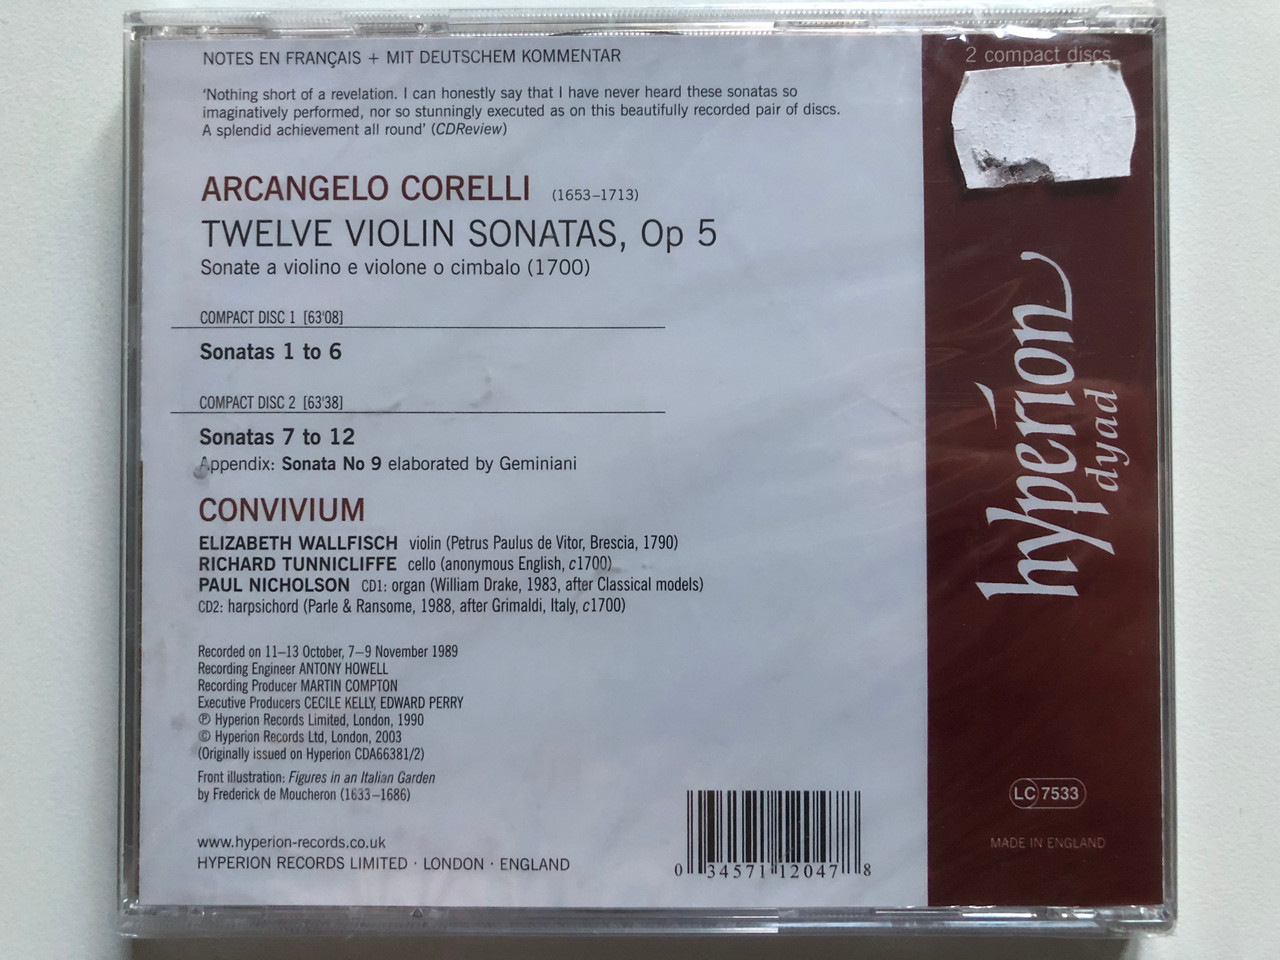 NOTES EN FRANÇAIS + MIT DEUTSCHEM KOMMENTAR
‘Nothing short of a revelation. I can honestly say that I have never heard these sonatas so
imaginatively performed, nor so stunningly executed as on this beautifully recorded pair of discs.
A splendid achievement all round’ (CDReview)
ARCANGELO CORELLI (1653–1713)
TWELVE VIOLIN SONATAS, Op 5
Sonate a violino e violone o cimbalo (1700)
COMPACT DISC 1 [63'08]
Sonatas 1 to 6
COMPACT DISC 2 [63'38]
Sonatas 7 to 12
Appendix: Sonata No 9 elaborated by Geminiani
CONVIVIUM
ELIZABETH WALLFISCH violin (Petrus Paulus de Vitor, Brescia, 1790)
RICHARD TUNNICLIFFE cello (anonymous English, c1700)
PAUL NICHOLSON CD1: organ (William Drake, 1983, after Classical models)
CD2: harpsichord (Parle & Ransome, 1988, after Grimaldi, Italy, c1700)
Recorded on 11–13 October, 7–9 November 1989
Recording Engineer ANTONY HOWELL
Recording Producer MARTIN COMPTON
Executive Producers CECILE KELLY, EDWARD PERRY
℗ Hyperion Records Limited, London, 1990
© Hyperion Records Ltd, London, 2003
(Originally issued on Hyperion CDA66381/2)
Front illustration: Figures in an Italian Garden
by Frederick de Moucheron (1633–1686)
www.hyperion-records.co.uk
HYPERION RECORDS LIMITED · LONDON · ENGLAND
0 34571 12047 8
2 compact discs
hyperion
dyad
LC 7533
MADE IN ENGLAND